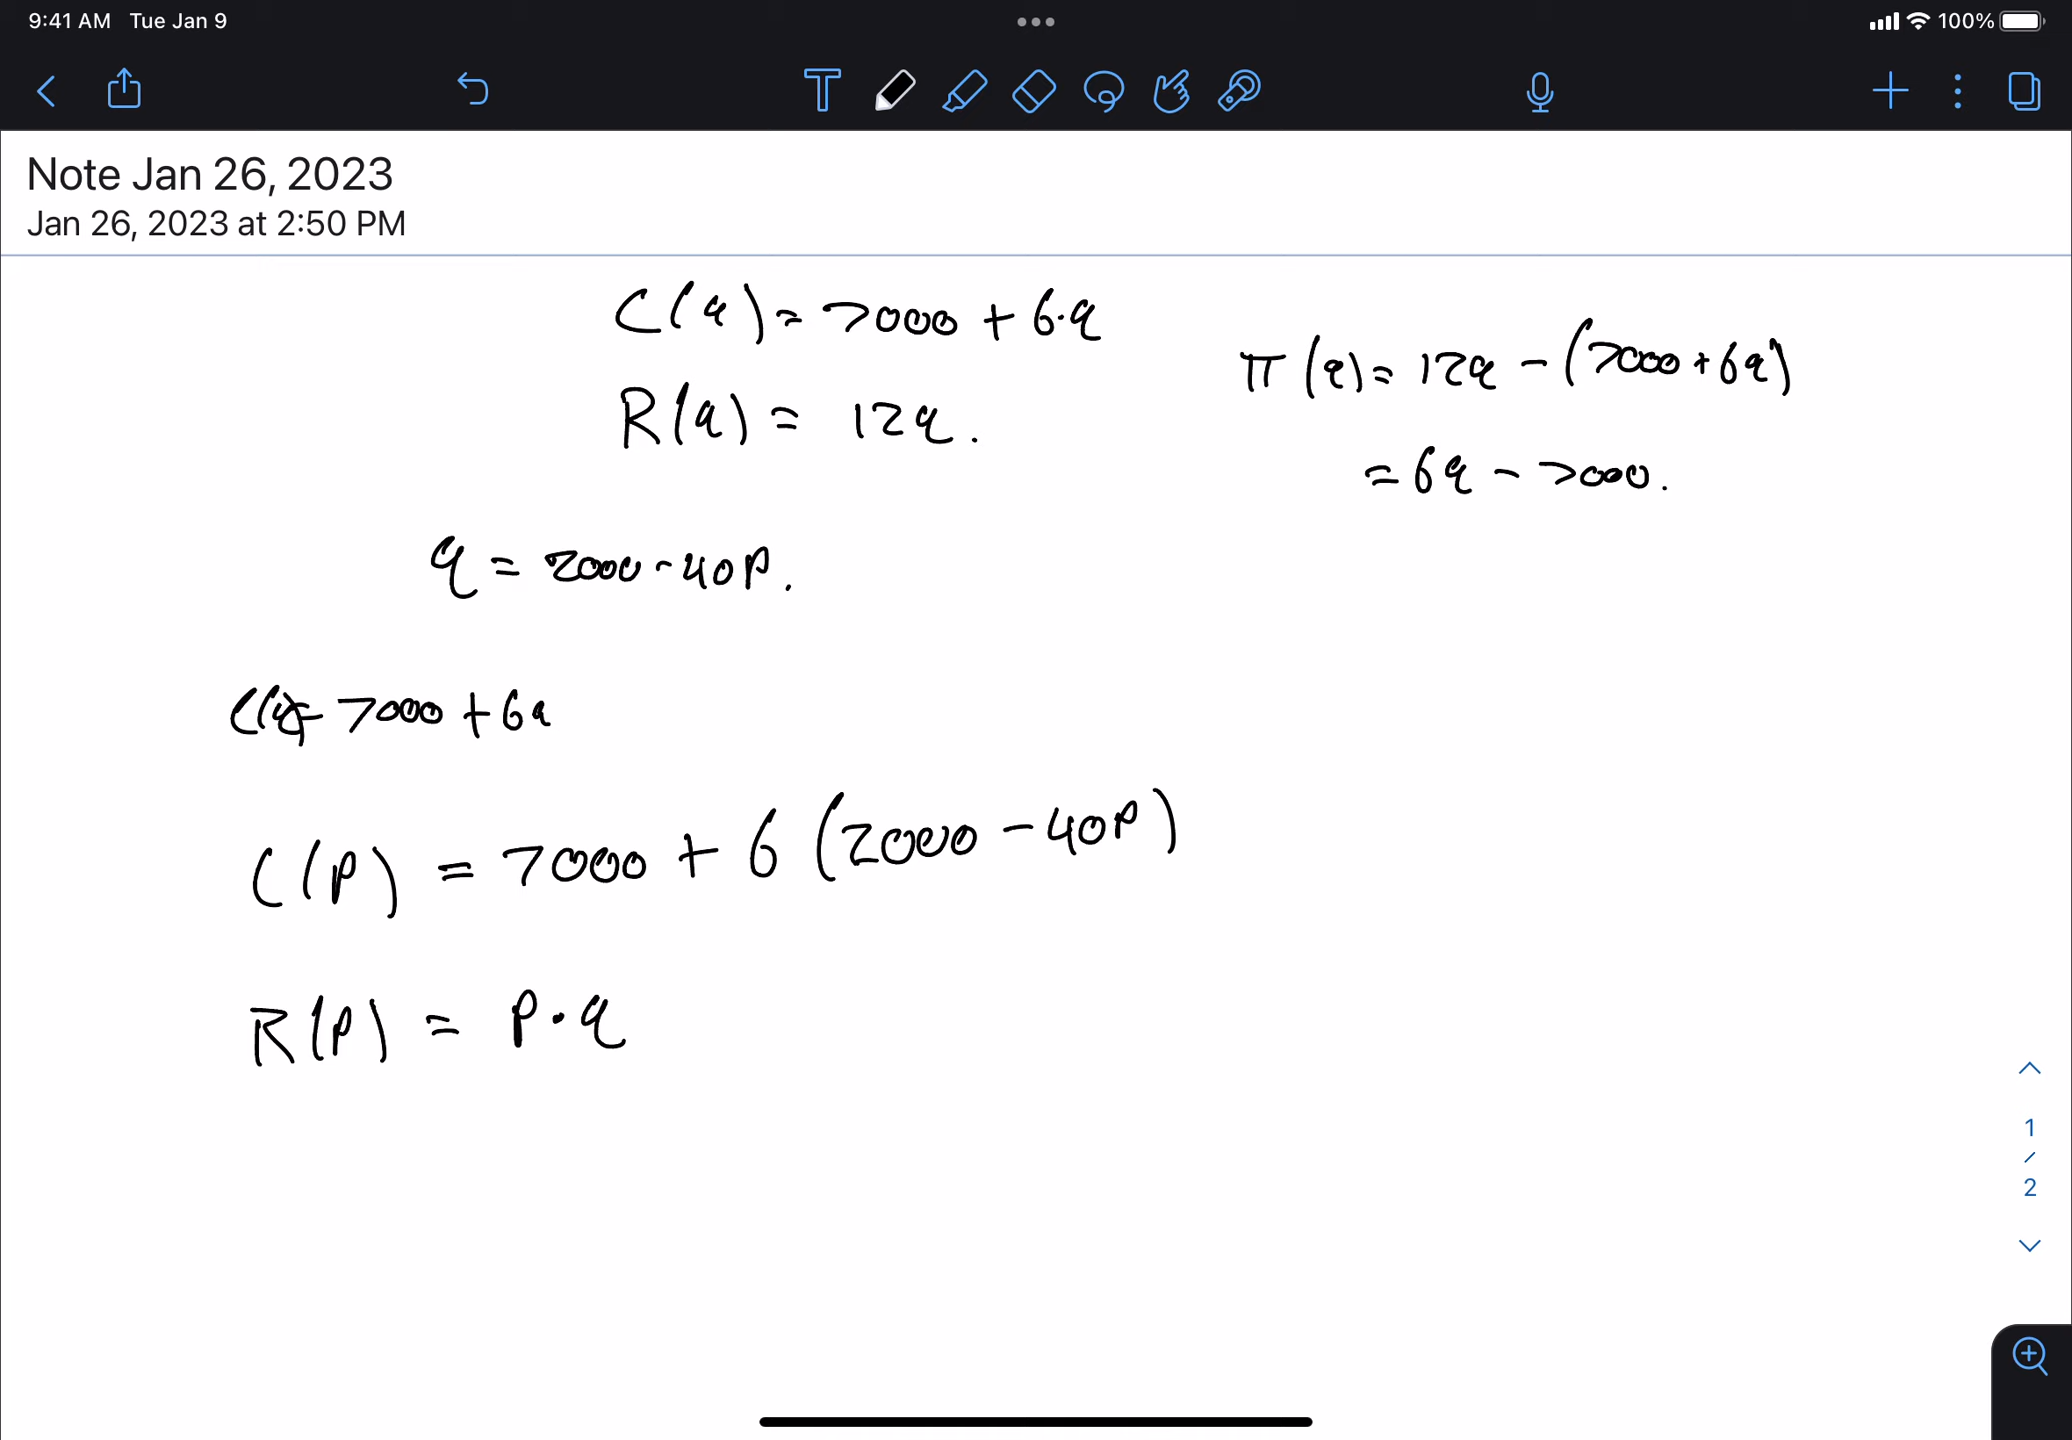 9:41 AM Tue Jan 9
100%
Note Jan 26, 2023
Jan 26, 2023 at 2:50 PM
C(q) = 7000 + 6·q
R(q) = 12q.
π(q) = 12q - (7000 + 6q)
= 6q - 7000.
q = 2000 - 40p.
C(q) = 7000 + 6q
C(p) = 7000 + 6 (2000 - 40p)
R(p) = p·q
1
/
2